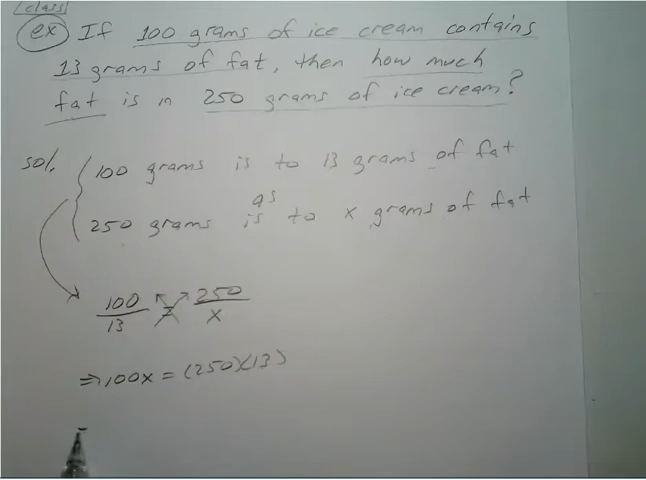 class
ex If 100 grams of ice cream contains
13 grams of fat, then how much
fat is in 250 grams of ice cream?
sol. 100 grams is to 13 grams of fat
as
250 grams is to x grams of fat
100/13 = 250/x
⇒ 100x = (250)(13)